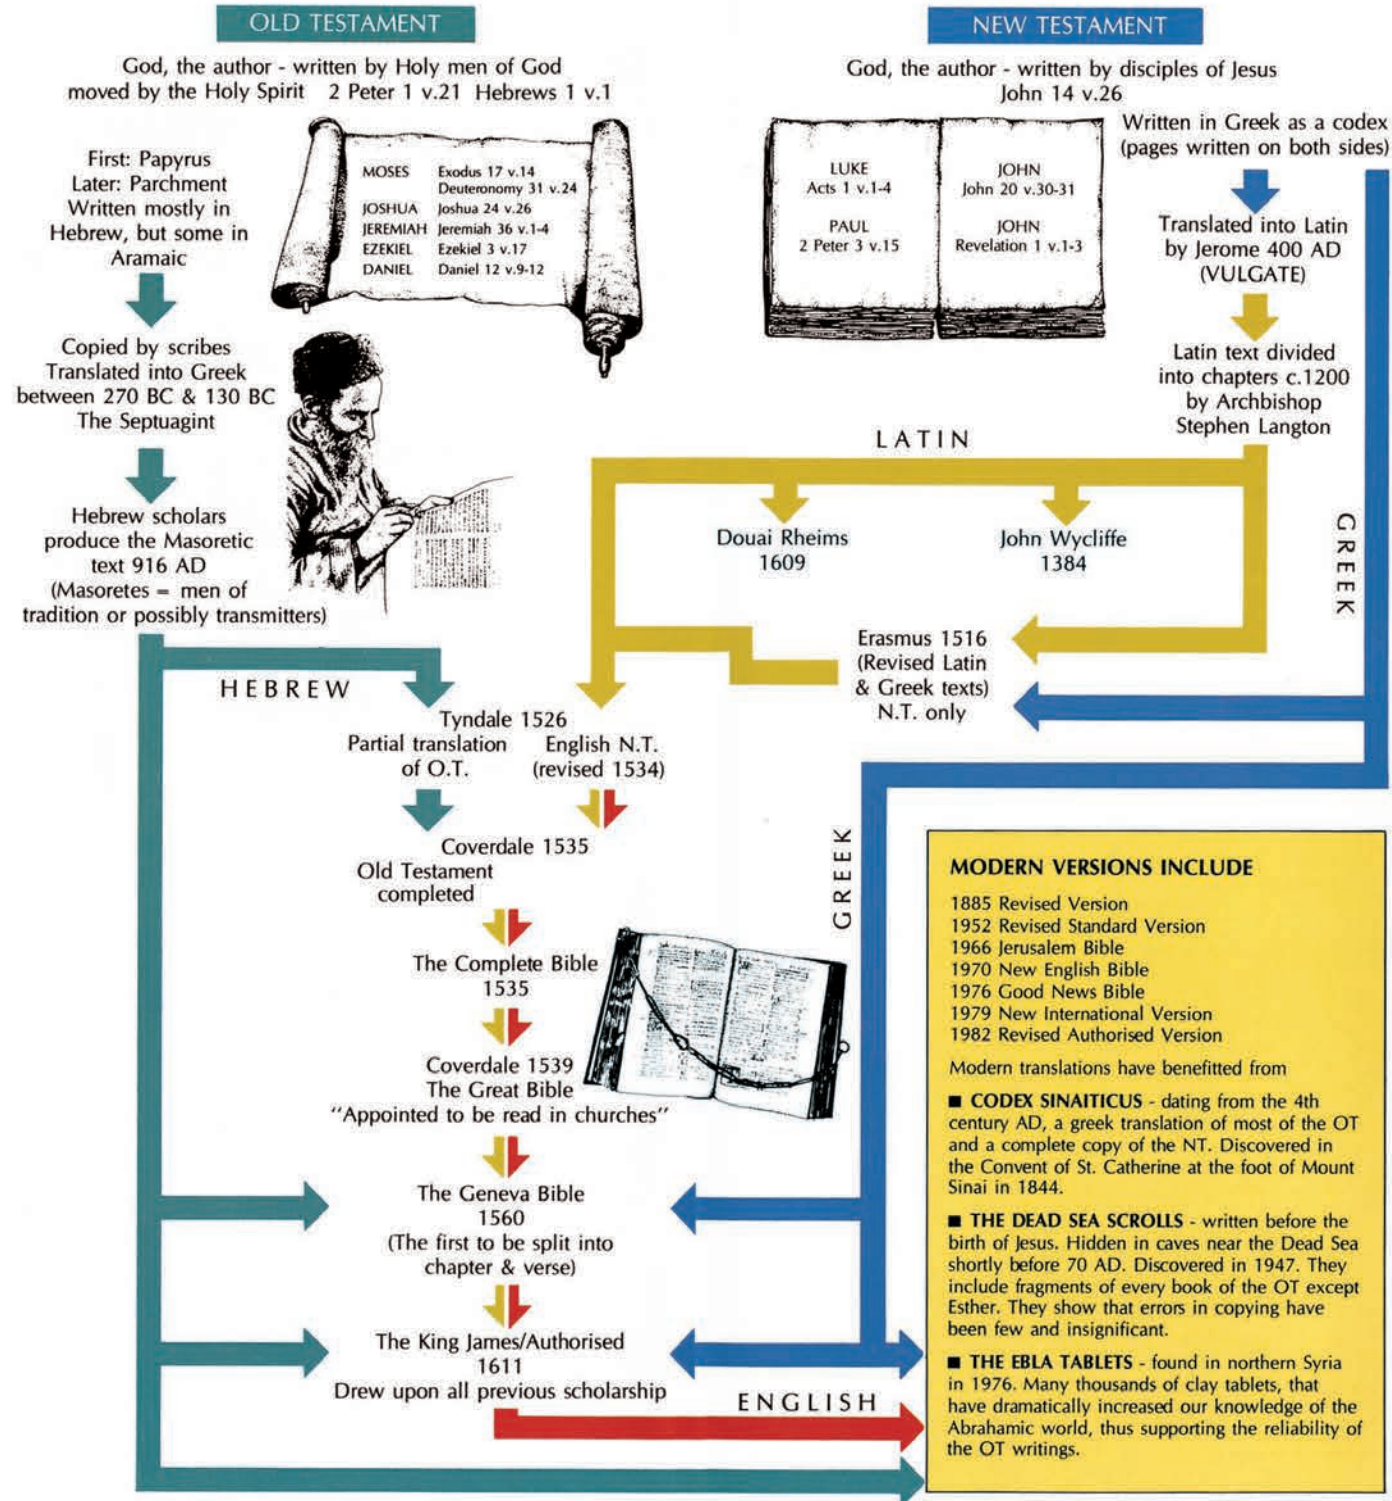 OLD TESTAMENT
God, the author - written by Holy men of God
moved by the Holy Spirit 2 Peter 1 v.21 Hebrews 1 v.1
First: Papyrus
Later: Parchment
Written mostly in
Hebrew, but some in
Aramaic
MOSES Exodus 17 v.14
Deuteronomy 31 v.24
JOSHUA Joshua 24 v.26
JEREMIAH Jeremiah 36 v.1-4
EZEKIEL Ezekiel 3 v.17
DANIEL Daniel 12 v.9-12
Copied by scribes
Translated into Greek
between 270 BC & 130 BC
The Septuagint
Hebrew scholars
produce the Masoretic
text 916 AD
(Masoretes = men of
tradition or possibly transmitters)
HEBREW
NEW TESTAMENT
God, the author - written by disciples of Jesus
John 14 v.26
LUKE
Acts 1 v.1-4
PAUL
2 Peter 3 v.15
JOHN
John 20 v.30-31
JOHN
Revelation 1 v.1-3
Written in Greek as a codex
(pages written on both sides)
Translated into Latin
by Jerome 400 AD
(VULGATE)
Latin text divided
into chapters c.1200
by Archbishop
Stephen Langton
LATIN
GREEK
Douai Rheims
1609
John Wycliffe
1384
Erasmus 1516
(Revised Latin
& Greek texts)
N.T. only
Tyndale 1526
Partial translation
of O.T.
English N.T.
(revised 1534)
Coverdale 1535
Old Testament
completed
GREEK
The Complete Bible
1535
Coverdale 1539
The Great Bible
"Appointed to be read in churches"
The Geneva Bible
1560
(The first to be split into
chapter & verse)
The King James/Authorised
1611
Drew upon all previous scholarship
ENGLISH
MODERN VERSIONS INCLUDE
1885 Revised Version
1952 Revised Standard Version
1966 Jerusalem Bible
1970 New English Bible
1976 Good News Bible
1979 New International Version
1982 Revised Authorised Version
Modern translations have benefitted from
■ CODEX SINAITICUS - dating from the 4th
century AD, a greek translation of most of the OT
and a complete copy of the NT. Discovered in
the Convent of St. Catherine at the foot of Mount
Sinai in 1844.
■ THE DEAD SEA SCROLLS - written before the
birth of Jesus. Hidden in caves near the Dead Sea
shortly before 70 AD. Discovered in 1947. They
include fragments of every book of the OT except
Esther. They show that errors in copying have
been few and insignificant.
■ THE EBLA TABLETS - found in northern Syria
in 1976. Many thousands of clay tablets, that
have dramatically increased our knowledge of the
Abrahamic world, thus supporting the reliability of
the OT writings.